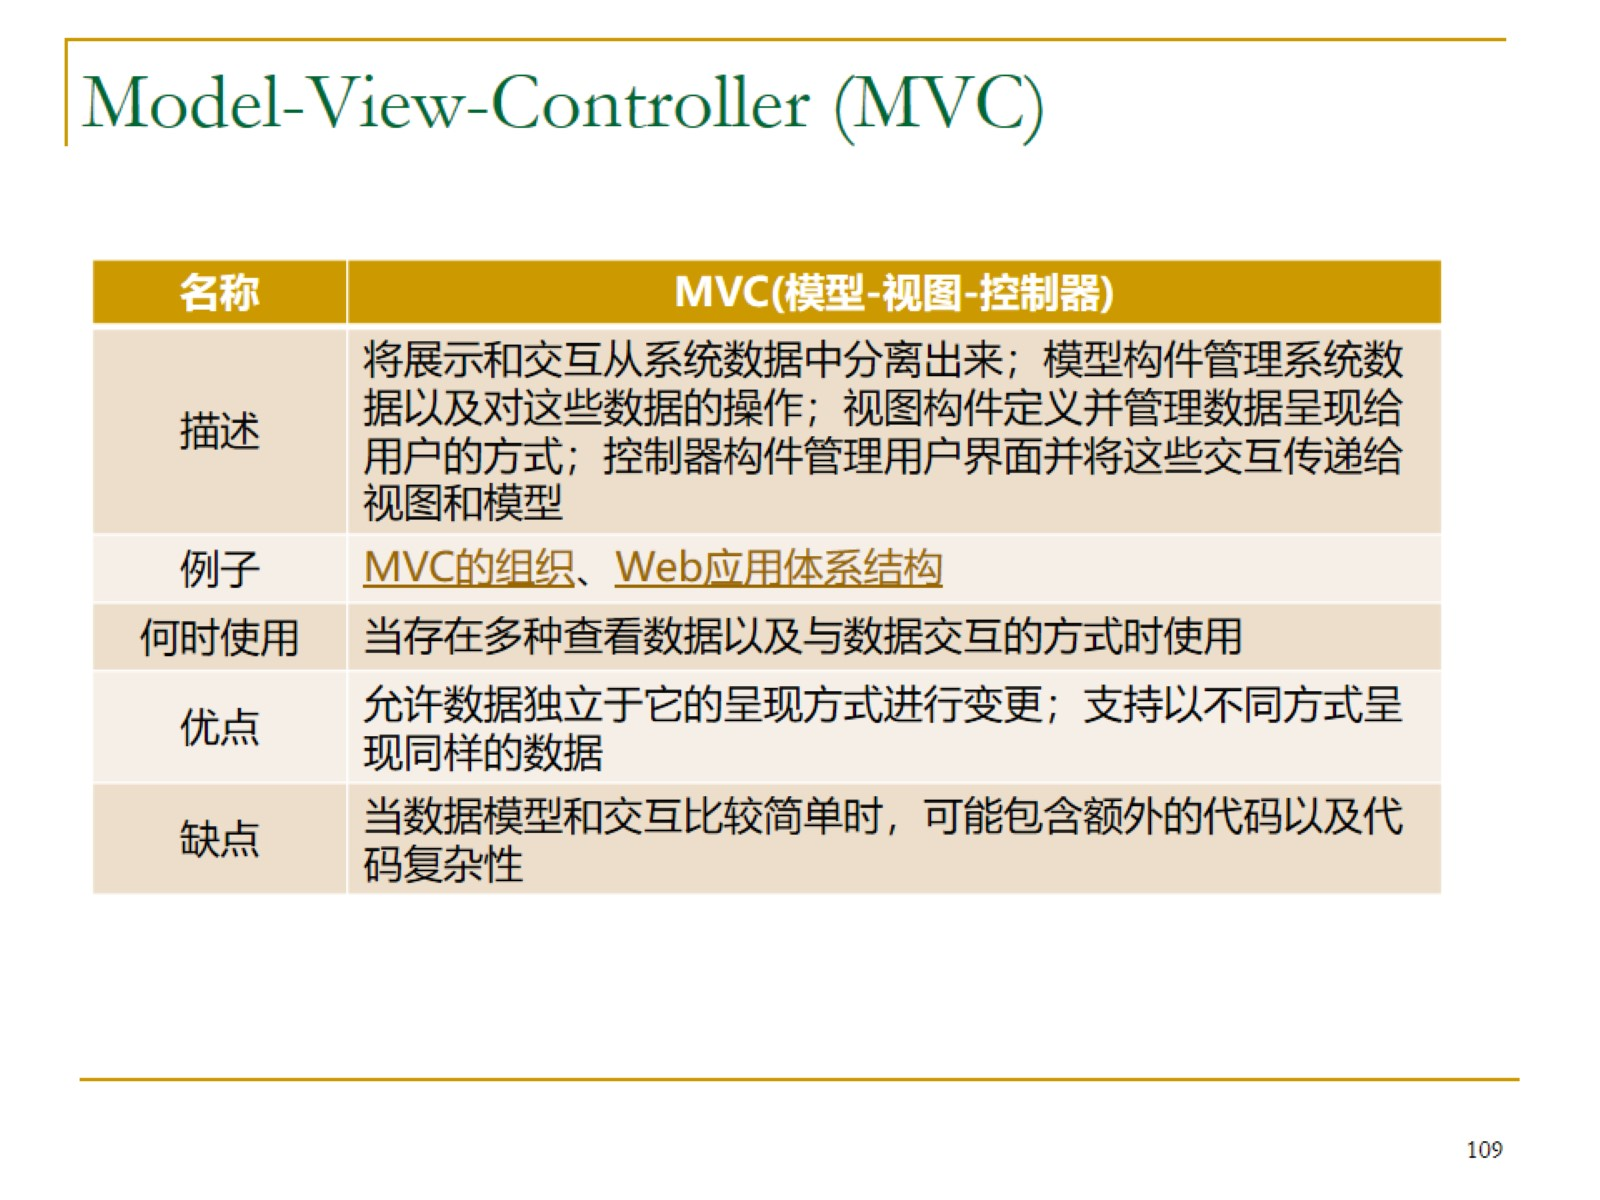 Model-View-Controller (MVC)
名称
MVC(模型-视图-控制器)
描述
将展示和交互从系统数据中分离出来；模型构件管理系统数
据以及对这些数据的操作；视图构件定义并管理数据呈现给
用户的方式；控制器构件管理用户界面并将这些交互传递给
视图和模型
例子
MVC的组织、Web应用体系结构
何时使用
当存在多种查看数据以及与数据交互的方式时使用
优点
允许数据独立于它的呈现方式进行变更；支持以不同方式呈
现同样的数据
缺点
当数据模型和交互比较简单时，可能包含额外的代码以及代
码复杂性
109